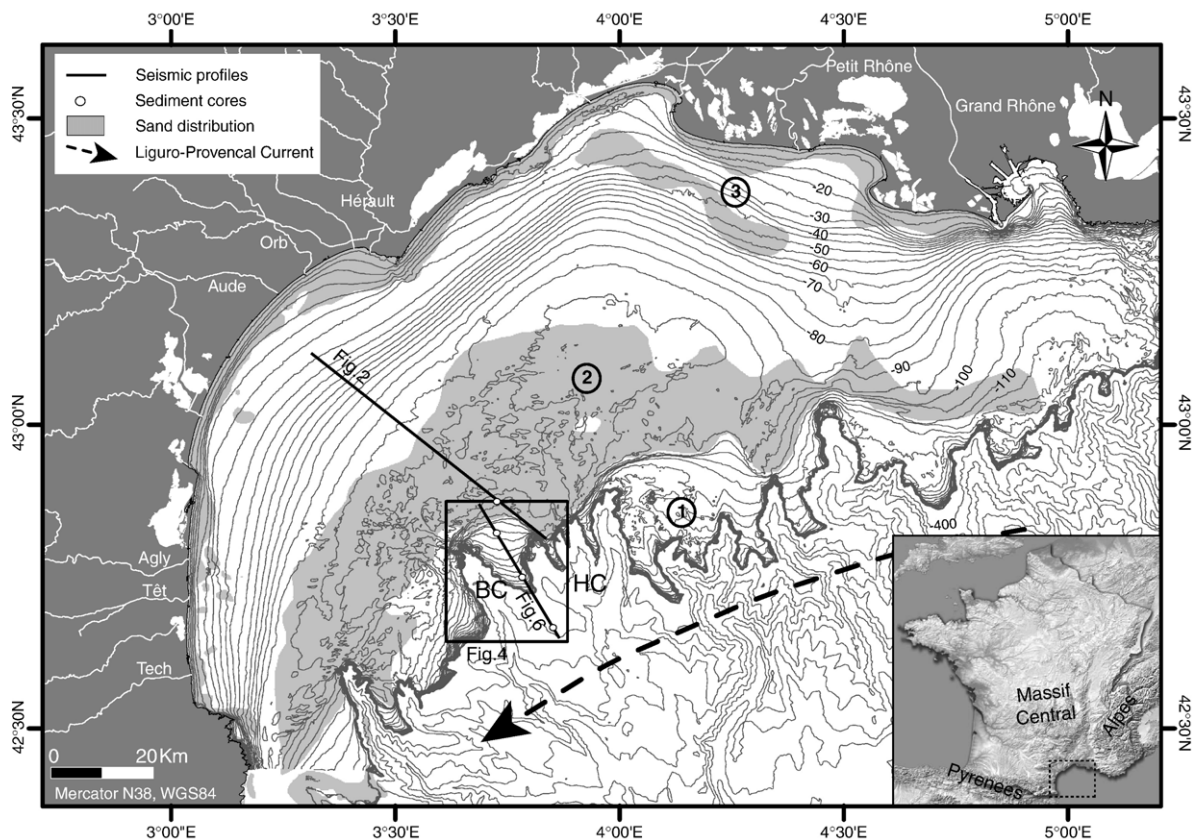 3°00'E 3°30'E 4°00'E 4°30'E 5°00'E
Seismic profiles
Sediment cores
Sand distribution
Liguro-Provencal Current
Petit Rhône
Grand Rhône
N
43°30'N
43°30'N
Hérault
Orb
Aude
3
-20
-30
-40
-50
-60
-70
-80
-90
-100
-110
Fig.2
2
43°00'N
43°00'N
1
-400
BC
HC
Fig.6
Fig.4
Agly
Têt
Tech
42°30'N
42°30'N
Massif
Central
Alpes
Pyrenees
0 20 Km
Mercator N38, WGS84
3°00'E 3°30'E 4°00'E 4°30'E 5°00'E